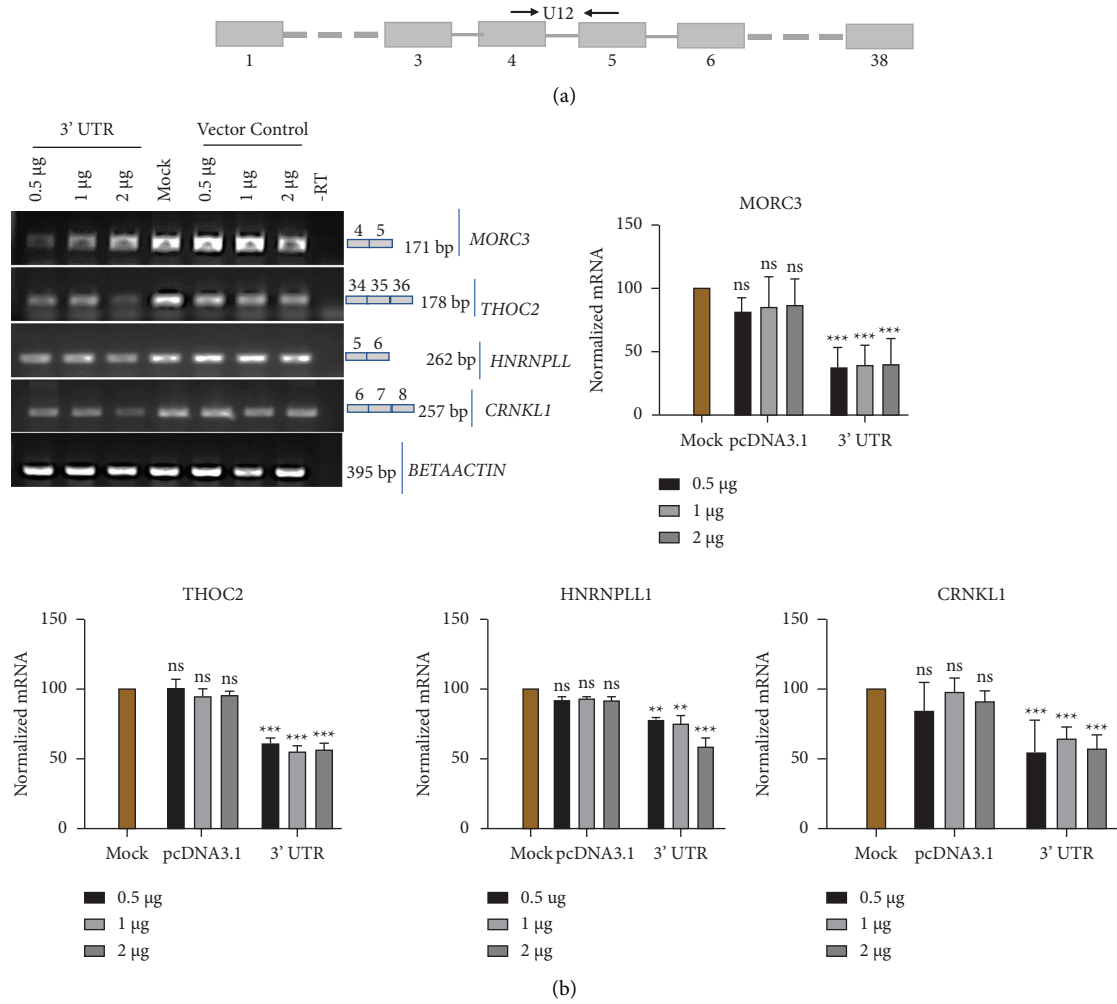 U12
1 3 4 5 6 38
(a)
3' UTR Vector Control
0.5 μg 1 μg 2 μg Mock 0.5 μg 1 μg 2 μg -RT
4 5
171 bp MORC3
34 35 36
178 bp THOC2
5 6
262 bp HNRNPLL
6 7 8
257 bp CRNKL1
395 bp BETAACTIN
MORC3
Normalized mRNA
150
100
50
0
ns ns ns
*** *** ***
Mock pcDNA3.1 3' UTR
0.5 μg
1 μg
2 μg
THOC2
Normalized mRNA
150
100
50
0
ns ns ns
*** *** ***
Mock pcDNA3.1 3' UTR
0.5 μg
1 μg
2 μg
HNRNPLL1
Normalized mRNA
150
100
50
0
ns ns ns
** ** ***
Mock pcDNA3.1 3' UTR
0.5 ug
1 μg
2 μg
CRNKL1
Normalized mRNA
150
100
50
0
ns ns ns
*** *** ***
Mock pcDNA3.1 3' UTR
0.5 μg
1 μg
2 μg
(b)